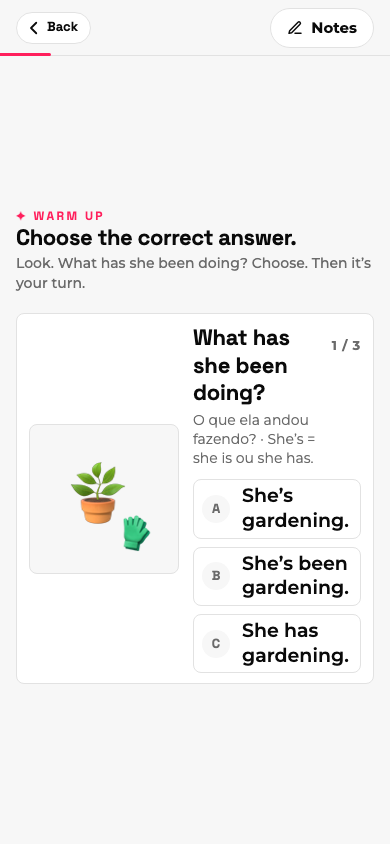 Back
Notes
✦ WARM UP
Choose the correct answer.
Look. What has she been doing? Choose. Then it’s
your turn.
What has
she been
doing?
1 / 3
O que ela andou
fazendo? · She’s =
she is ou she has.
A
She’s
gardening.
B
She’s been
gardening.
C
She has
gardening.